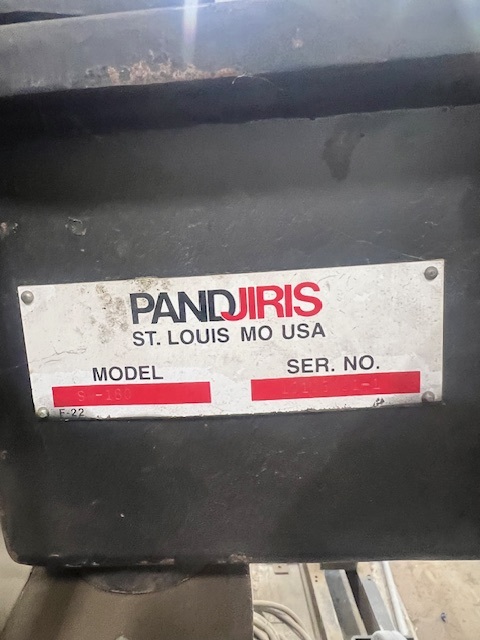 PANDJIRIS
ST. LOUIS MO USA
MODEL
SER. NO.
F-22